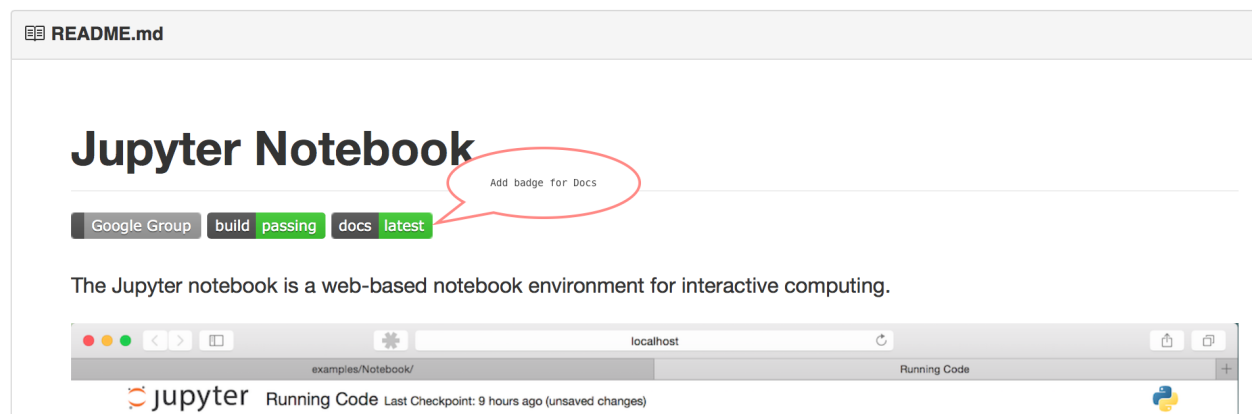 README.md
Jupyter Notebook
Add badge for Docs
Google Group build passing docs latest
The Jupyter notebook is a web-based notebook environment for interactive computing.
localhost
examples/Notebook/ Running Code +
jupyter Running Code Last Checkpoint: 9 hours ago (unsaved changes)